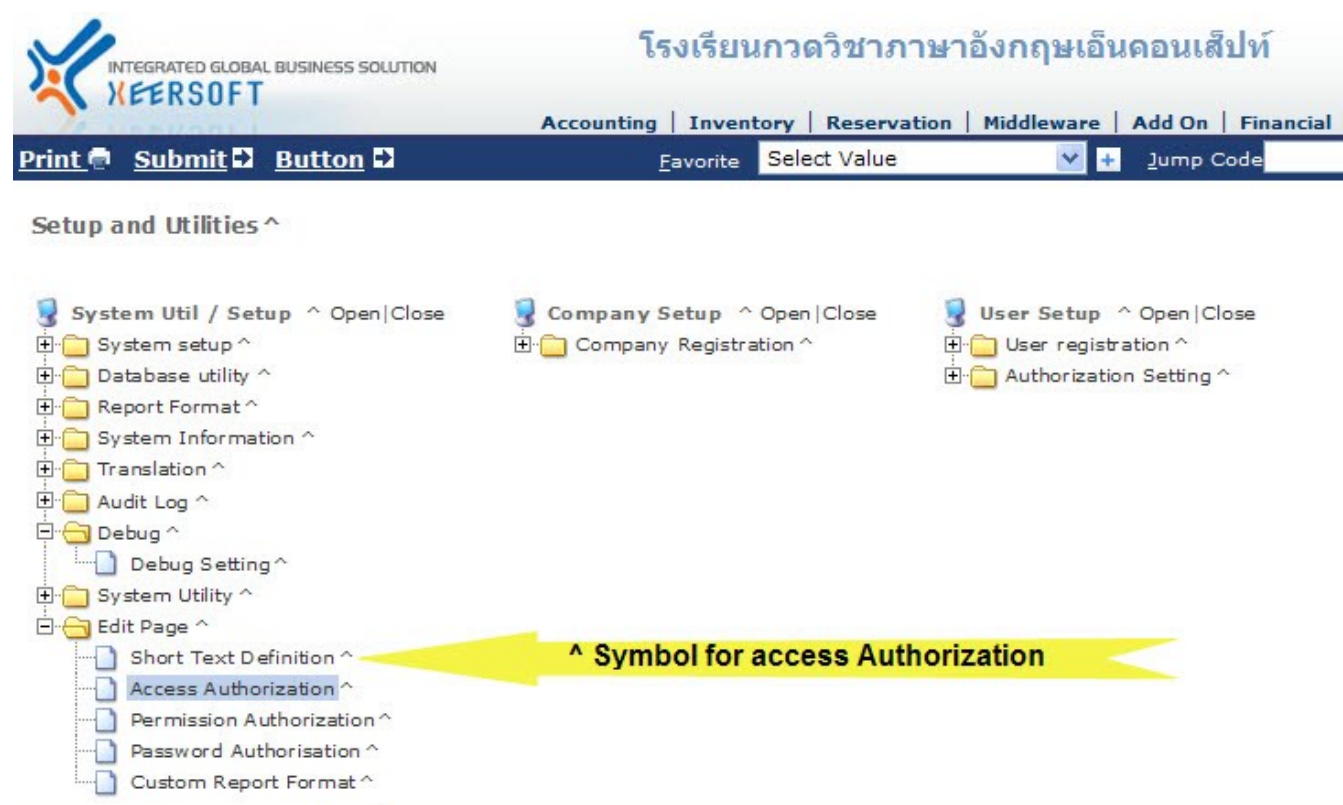 โรงเรียนกวดวิชาภาษาอังกฤษเอ็นคอนเส็ปท์
INTEGRATED GLOBAL BUSINESS SOLUTION
XEERSOFT
Accounting | Inventory | Reservation | Middleware | Add On | Financial
Print Submit Button Favorite Select Value + Jump Code
Setup and Utilities ^
System Util / Setup ^ Open|Close Company Setup ^ Open|Close User Setup ^ Open|Close
System setup ^ Company Registration ^ User registration ^
Database utility ^ Authorization Setting ^
Report Format ^
System Information ^
Translation ^
Audit Log ^
Debug ^
Debug Setting ^
System Utility ^
Edit Page ^
Short Text Definition ^ ^ Symbol for access Authorization
Access Authorization ^
Permission Authorization ^
Password Authorisation ^
Custom Report Format ^